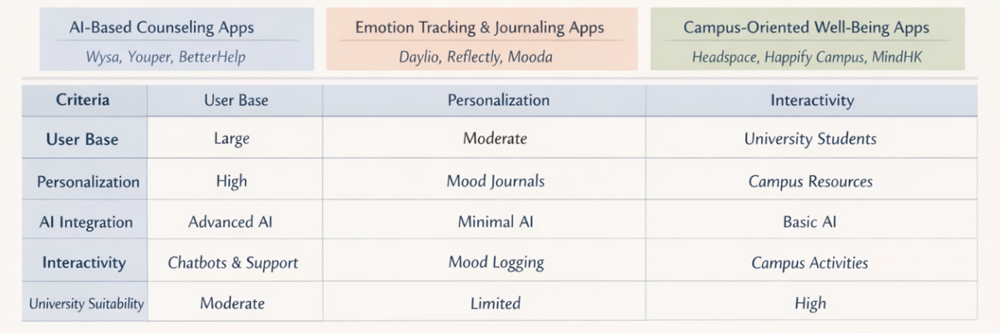 AI-Based Counseling Apps
Wysa, Youper, BetterHelp
Emotion Tracking & Journaling Apps
Daylio, Reflectly, Mooda
Campus-Oriented Well-Being Apps
Headspace, Happify Campus, MindHK
Criteria User Base Personalization Interactivity
User Base Large Moderate University Students
Personalization High Mood Journals Campus Resources
AI Integration Advanced AI Minimal AI Basic AI
Interactivity Chatbots & Support Mood Logging Campus Activities
University Suitability Moderate Limited High